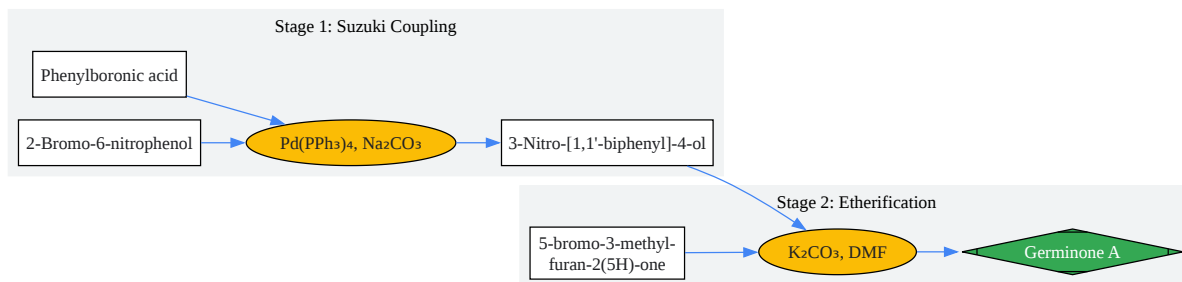 Stage 1: Suzuki Coupling
Phenylboronic acid
2-Bromo-6-nitrophenol
Pd(PPh₃)₄, Na₂CO₃
3-Nitro-[1,1'-biphenyl]-4-ol
Stage 2: Etherification
5-bromo-3-methyl-
furan-2(5H)-one
K₂CO₃, DMF
Germinone A